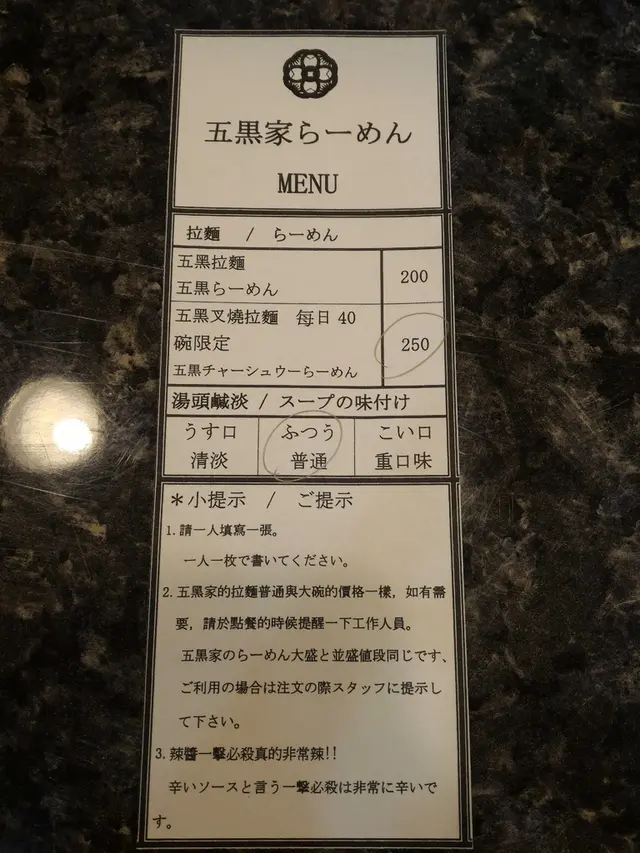 五黒家らーめん
MENU
拉麵 / らーめん
五黑拉麵
五黒らーめん
200
五黑叉燒拉麵 每日 40
碗限定
五黒チャーシュウーらーめん
250
湯頭鹹淡 / スープの味付け
うす口 ふつう こい口
清淡 普通 重口味
＊小提示 / ご提示
1. 請一人填寫一張。
一人一枚で書いてください。
2. 五黑家的拉麵普通與大碗的價格一樣, 如有需
要, 請於點餐的時候提醒一下工作人員。
五黒家のらーめん大盛と並盛値段同じです、
ご利用の場合は注文の際スタッフに提示し
て下さい。
3. 辣醬一擊必殺真的非常辣!!
辛いソースと言う一撃必殺は非常に辛いで
す。